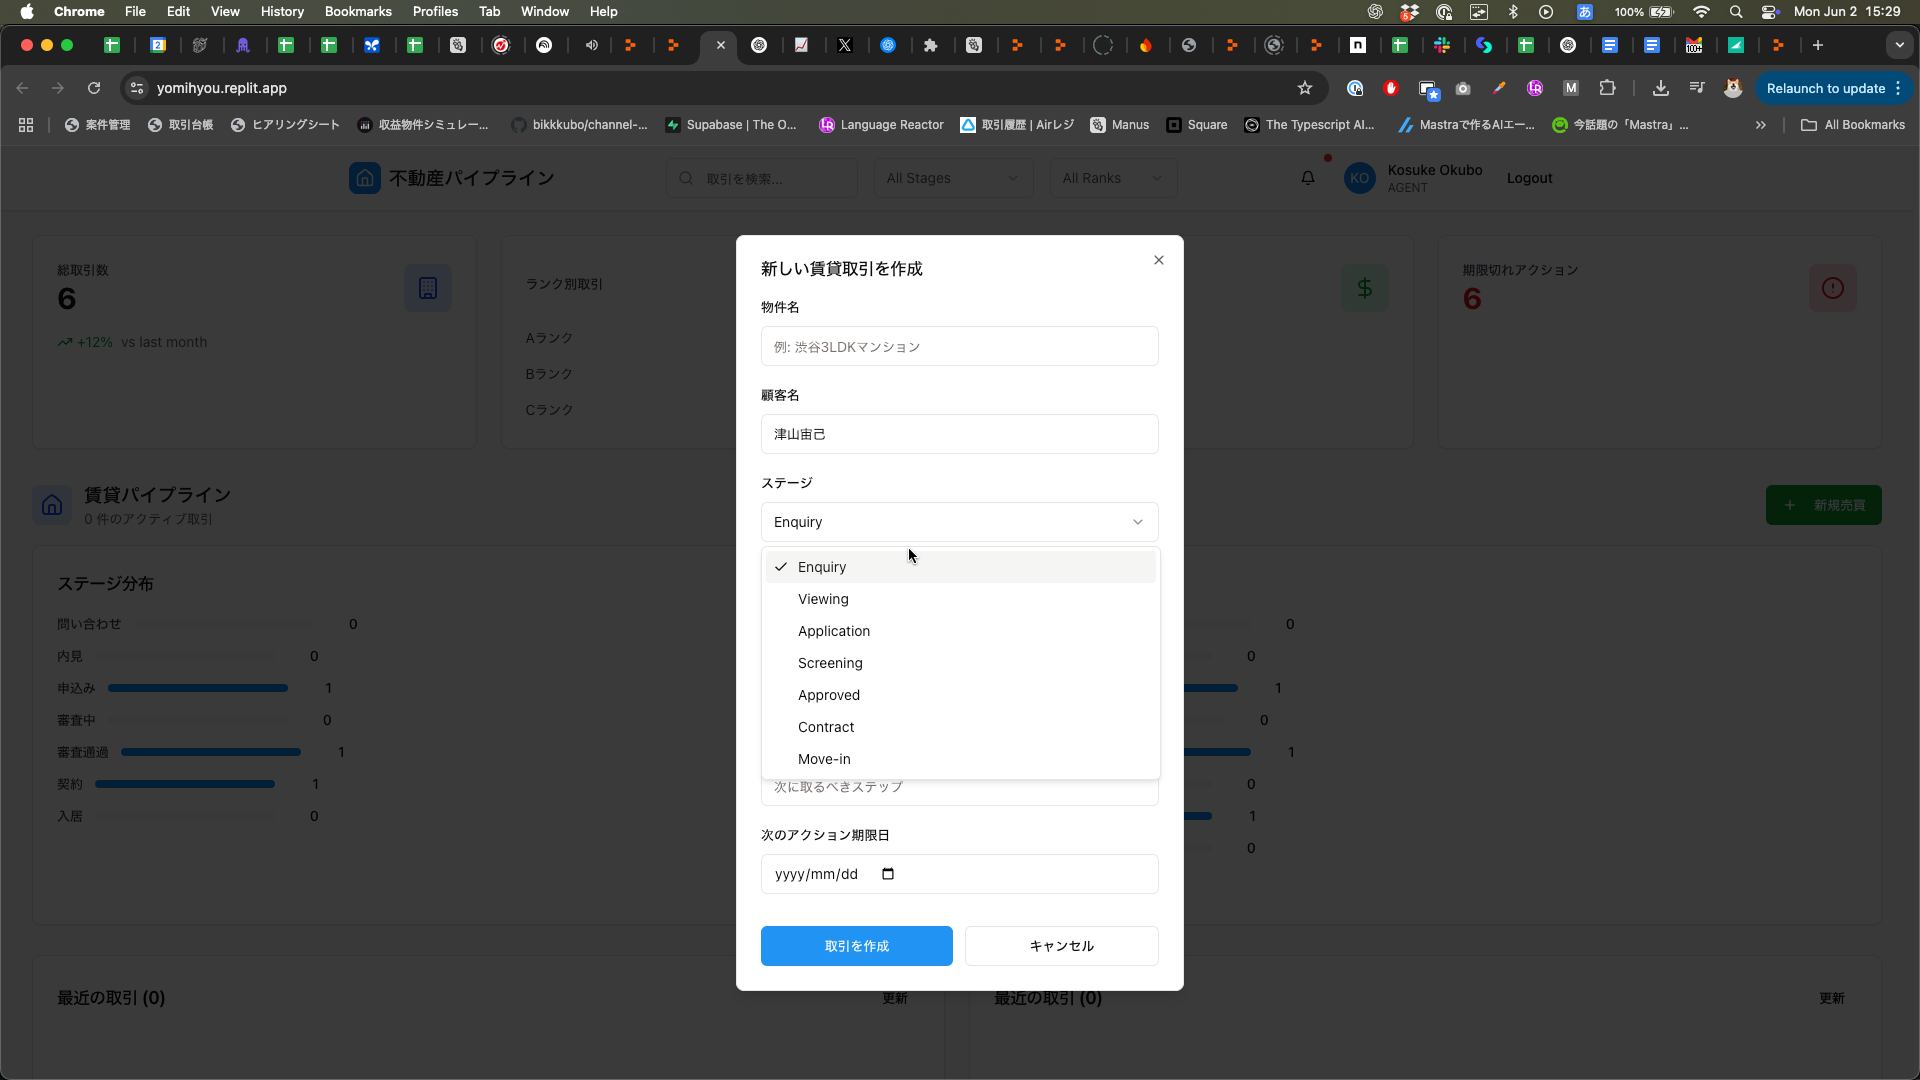 Chrome File Edit View History Bookmarks Profiles Tab Window Help
100% Mon Jun 2 15:29
yomihyou.replit.app
Relaunch to update
案件管理 取引台帳 ヒアリングシート 収益物件シミュレー... bikkkubo/channel-... Supabase | The O... Language Reactor 取引履歴 | Airレジ Manus Square The Typescript AI... Mastraで作るAIエー... 今話題の「Mastra」... All Bookmarks
不動産パイプライン
取引を検索...
All Stages
All Ranks
KO
Kosuke Okubo
AGENT
Logout
総取引数
6
+12% vs last month
ランク別取引
Aランク
Bランク
Cランク
期限切れアクション
6
賃貸パイプライン
0 件のアクティブ取引
新規売買
ステージ分布
問い合わせ 0
内見 0
申込み 1
審査中 0
審査通過 1
契約 1
入居 0
0
0
1
0
1
0
1
0
最近の取引 (0)
更新
最近の取引 (0)
更新
新しい賃貸取引を作成
物件名
例: 渋谷3LDKマンション
顧客名
津山宙己
ステージ
Enquiry
Enquiry
Viewing
Application
Screening
Approved
Contract
Move-in
次に取るべきステップ
次のアクション期限日
yyyy/mm/dd
取引を作成
キャンセル